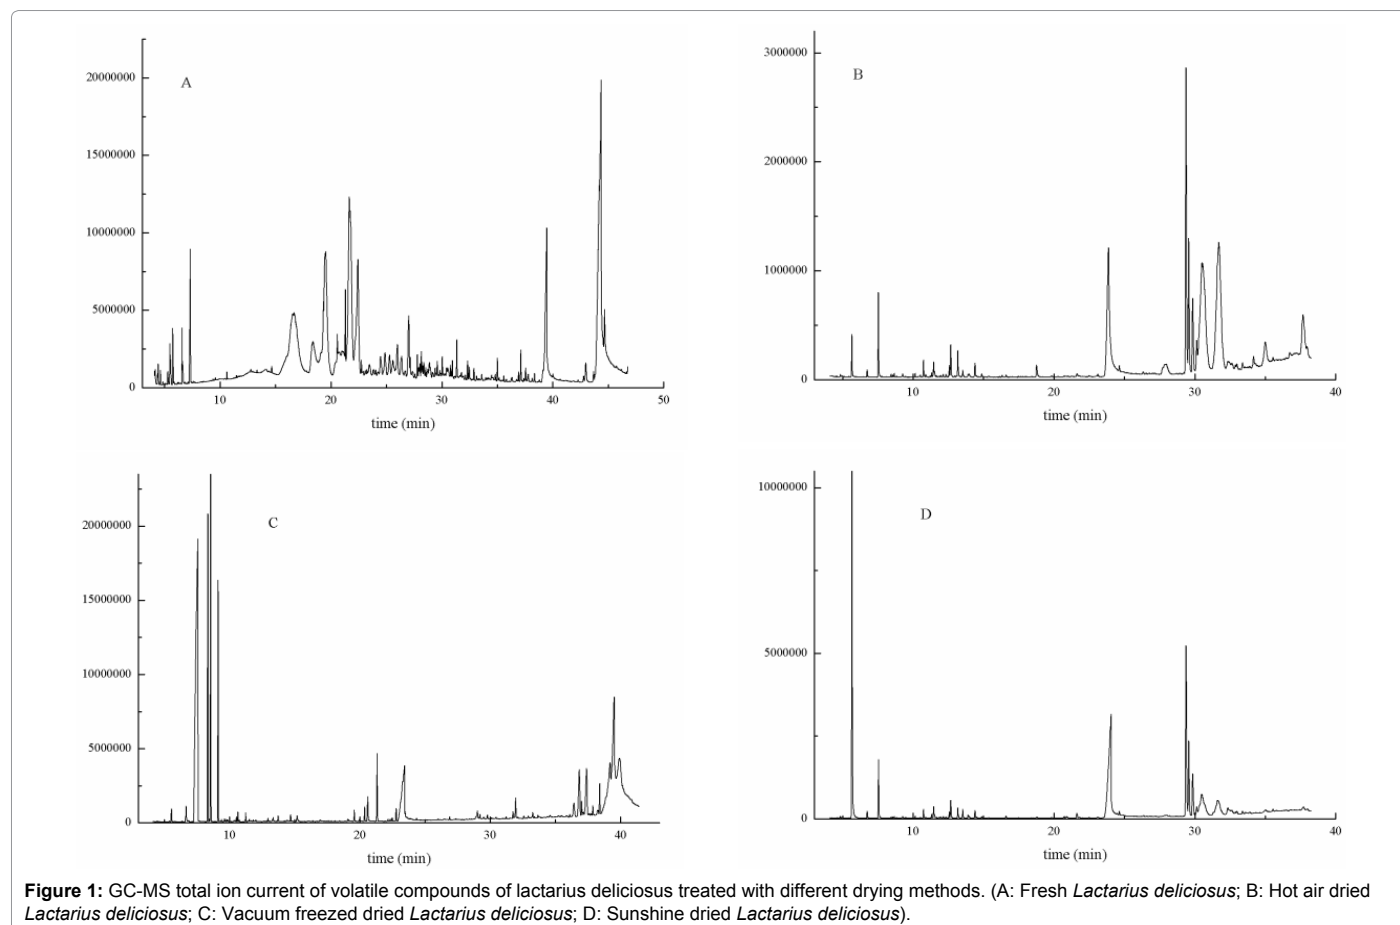 A
20000000
15000000
10000000
5000000
0
10 20 30 40 50
time (min)
B
3000000
2000000
1000000
0
10 20 30 40
time (min)
C
20000000
15000000
10000000
5000000
0
10 20 30 40
time (min)
D
10000000
5000000
0
10 20 30 40
time (min)
Figure 1: GC-MS total ion current of volatile compounds of lactarius deliciosus treated with different drying methods. (A: Fresh Lactarius deliciosus; B: Hot air dried
Lactarius deliciosus; C: Vacuum freezed dried Lactarius deliciosus; D: Sunshine dried Lactarius deliciosus).